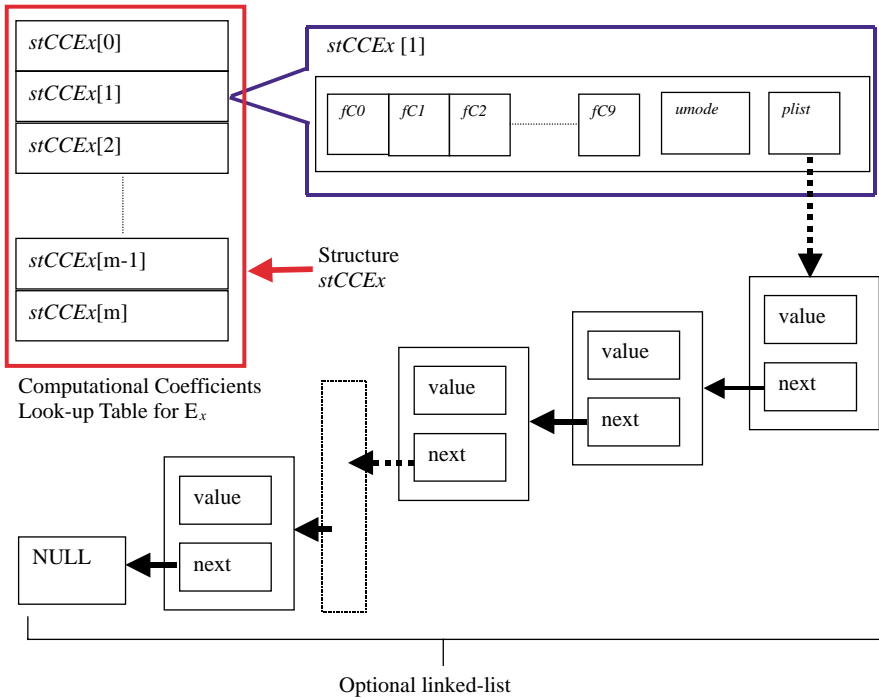 stCCEx[0]
stCCEx[1]
stCCEx[2]
stCCEx[m-1]
stCCEx[m]
Computational Coefficients
Look-up Table for Ex
stCCEx [1]
fC0 fC1 fC2 fC9 umode plist
Structure
stCCEx
value
next
value
next
value
next
value
next
NULL
Optional linked-list